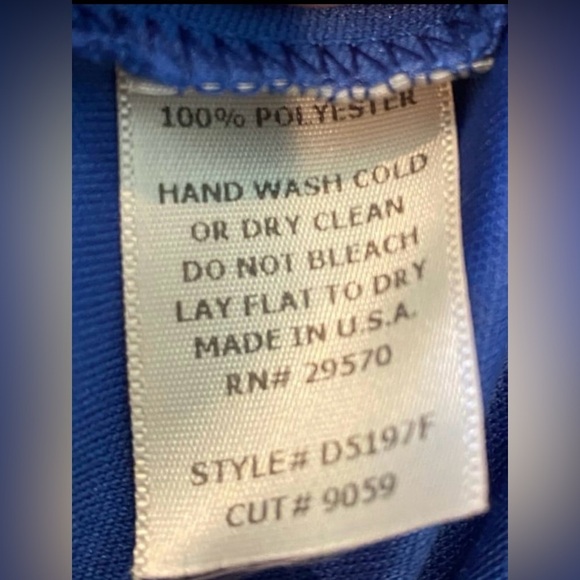 100% POLYESTER
HAND WASH COLD
OR DRY CLEAN
DO NOT BLEACH
LAY FLAT TO DRY
MADE IN U.S.A.
RN# 29570
STYLE# D5197F
CUT# 9059